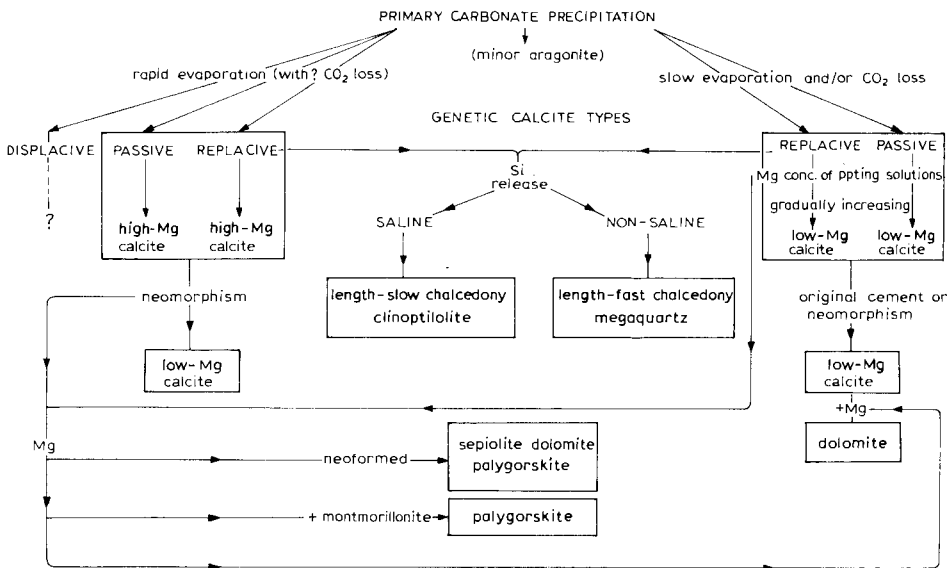 PRIMARY CARBONATE PRECIPITATION
(minor aragonite)
rapid evaporation (with? CO2 loss)
slow evaporation and/or CO2 loss
GENETIC CALCITE TYPES
DISPLACIVE
PASSIVE
REPLACIVE
REPLACIVE
PASSIVE
Si
release
Mg conc. of ppting solutions
gradually increasing
?
high-Mg
calcite
high-Mg
calcite
SALINE
NON-SALINE
low-Mg
calcite
low-Mg
calcite
neomorphism
length-slow chalcedony
clinoptilolite
length-fast chalcedony
megaquartz
original cement or
neomorphism
low-Mg
calcite
low-Mg
calcite
+Mg
dolomite
Mg
neoformed
sepiolite dolomite
palygorskite
+ montmorillonite
palygorskite